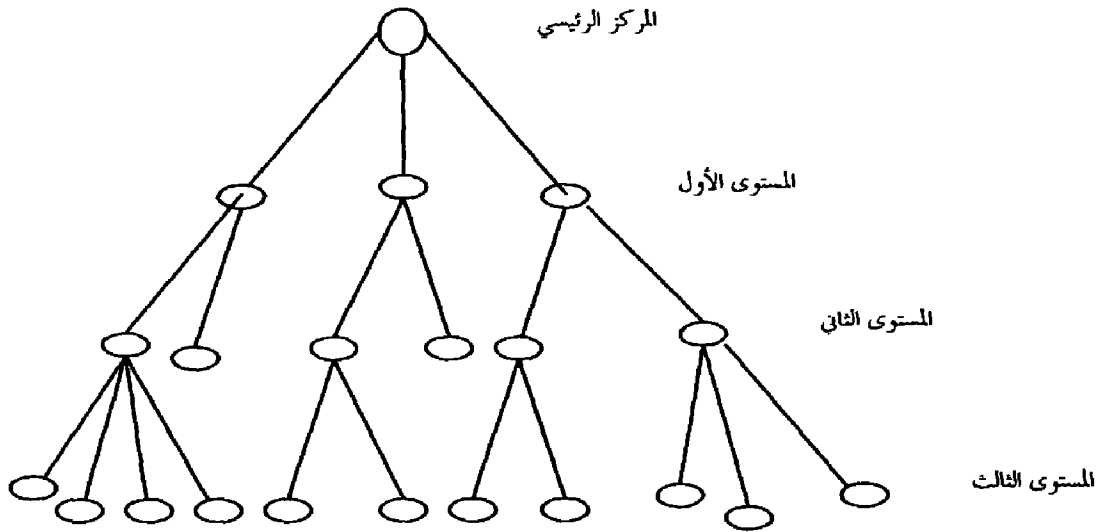 المركز الرئيسي
المستوى الأول
المستوى الثاني
المستوى الثالث